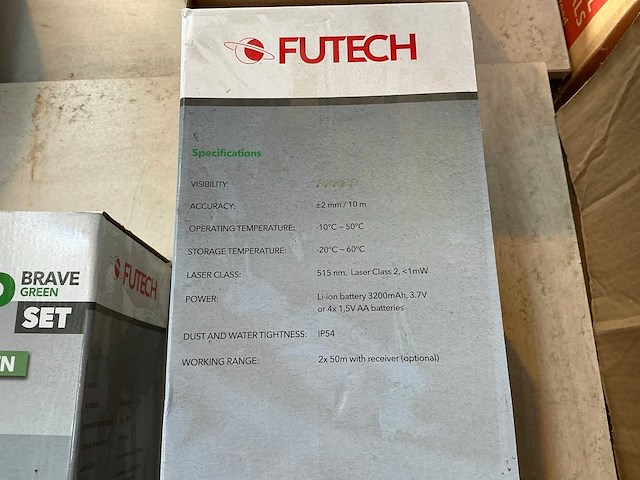 FUTECH
Specifications
VISIBILITY:
ACCURACY: ±2 mm / 10 m
OPERATING TEMPERATURE: -10°C ~ 50°C
STORAGE TEMPERATURE: -20°C ~ 60°C
LASER CLASS: 515 nm, Laser Class 2, <1mW
POWER: Li-ion battery 3200mAh, 3.7V
or 4x 1,5V AA batteries
DUST AND WATER TIGHTNESS: IP54
WORKING RANGE: 2x 50m with receiver (optional))
BRAVE
GREEN
SET
FUTECH